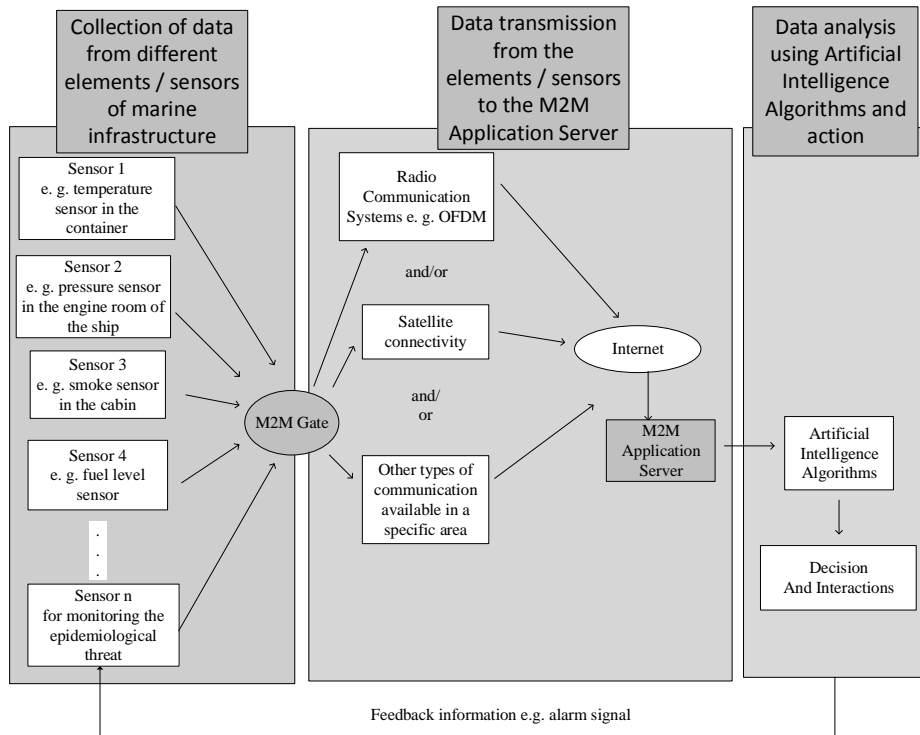 Collection of data
from different
elements / sensors
of marine
infrastructure
Sensor 1
e. g. temperature
sensor in the
container
Sensor 2
e. g. pressure sensor
in the engine room of
the ship
Sensor 3
e. g. smoke sensor
in the cabin
Sensor 4
e. g. fuel level
sensor
.
.
.
Sensor n
for monitoring the
epidemiological
threat
M2M Gate
Data transmission
from the
elements / sensors
to the M2M
Application Server
Radio
Communication
Systems e. g. OFDM
and/or
Satellite
connectivity
and/
or
Other types of
communication
available in a
specific area
Internet
M2M
Application
Server
Data analysis
using Artificial
Intelligence
Algorithms and
action
Artificial
Intelligence
Algorithms
Decision
And Interactions
Feedback information e.g. alarm signal